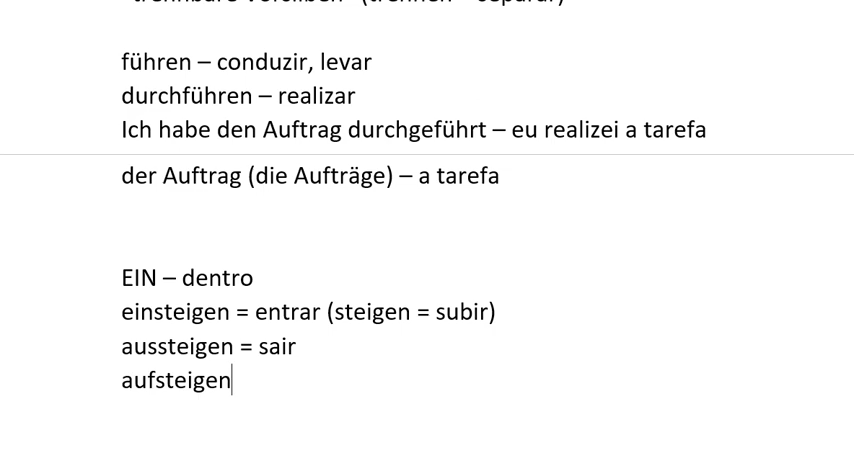 führen – conduzir, levar
durchführen – realizar
Ich habe den Auftrag durchgeführt – eu realizei a tarefa
der Auftrag (die Aufträge) – a tarefa
EIN – dentro
einsteigen = entrar (steigen = subir)
aussteigen = sair
aufsteigen